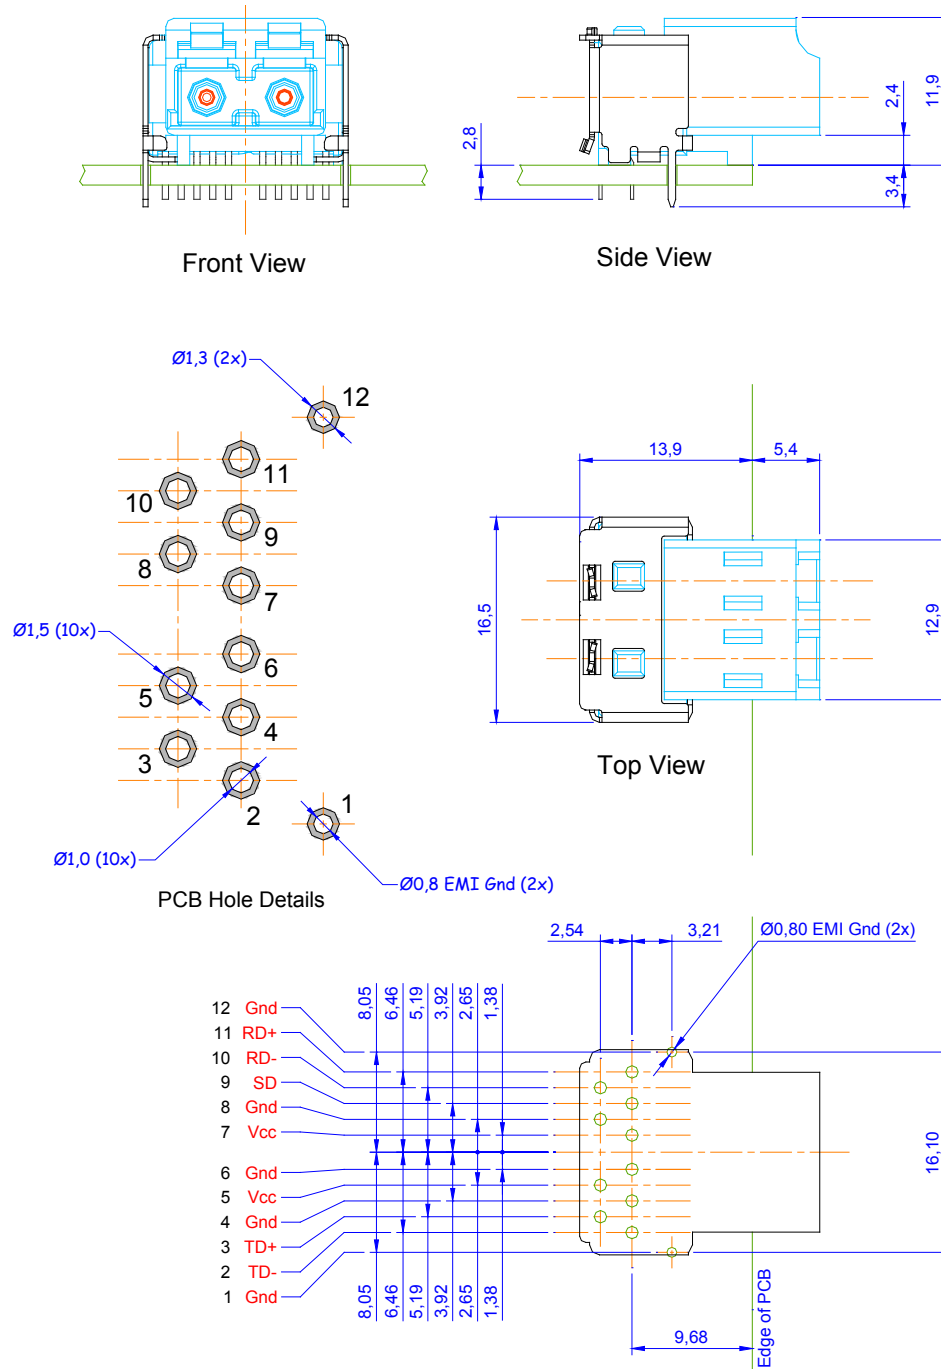 11,9
2,4
2,8
3,4
Front View
Side View
Ø1,3 (2x)
12
11
10
9
8
7
Ø1,5 (10x)
6
5
4
3
2
1
Ø1,0 (10x)
Ø0,8 EMI Gnd (2x)
PCB Hole Details
13,9
5,4
16,5
12,9
Top View
2,54
3,21
Ø0,80 EMI Gnd (2x)
8,05
6,46
5,19
3,92
2,65
1,38
12 Gnd
11 RD+
10 RD-
9 SD
8 Gnd
7 Vcc
6 Gnd
5 Vcc
4 Gnd
3 TD+
2 TD-
1 Gnd
8,05
6,46
5,19
3,92
2,65
1,38
16,10
9,68
Edge of PCB